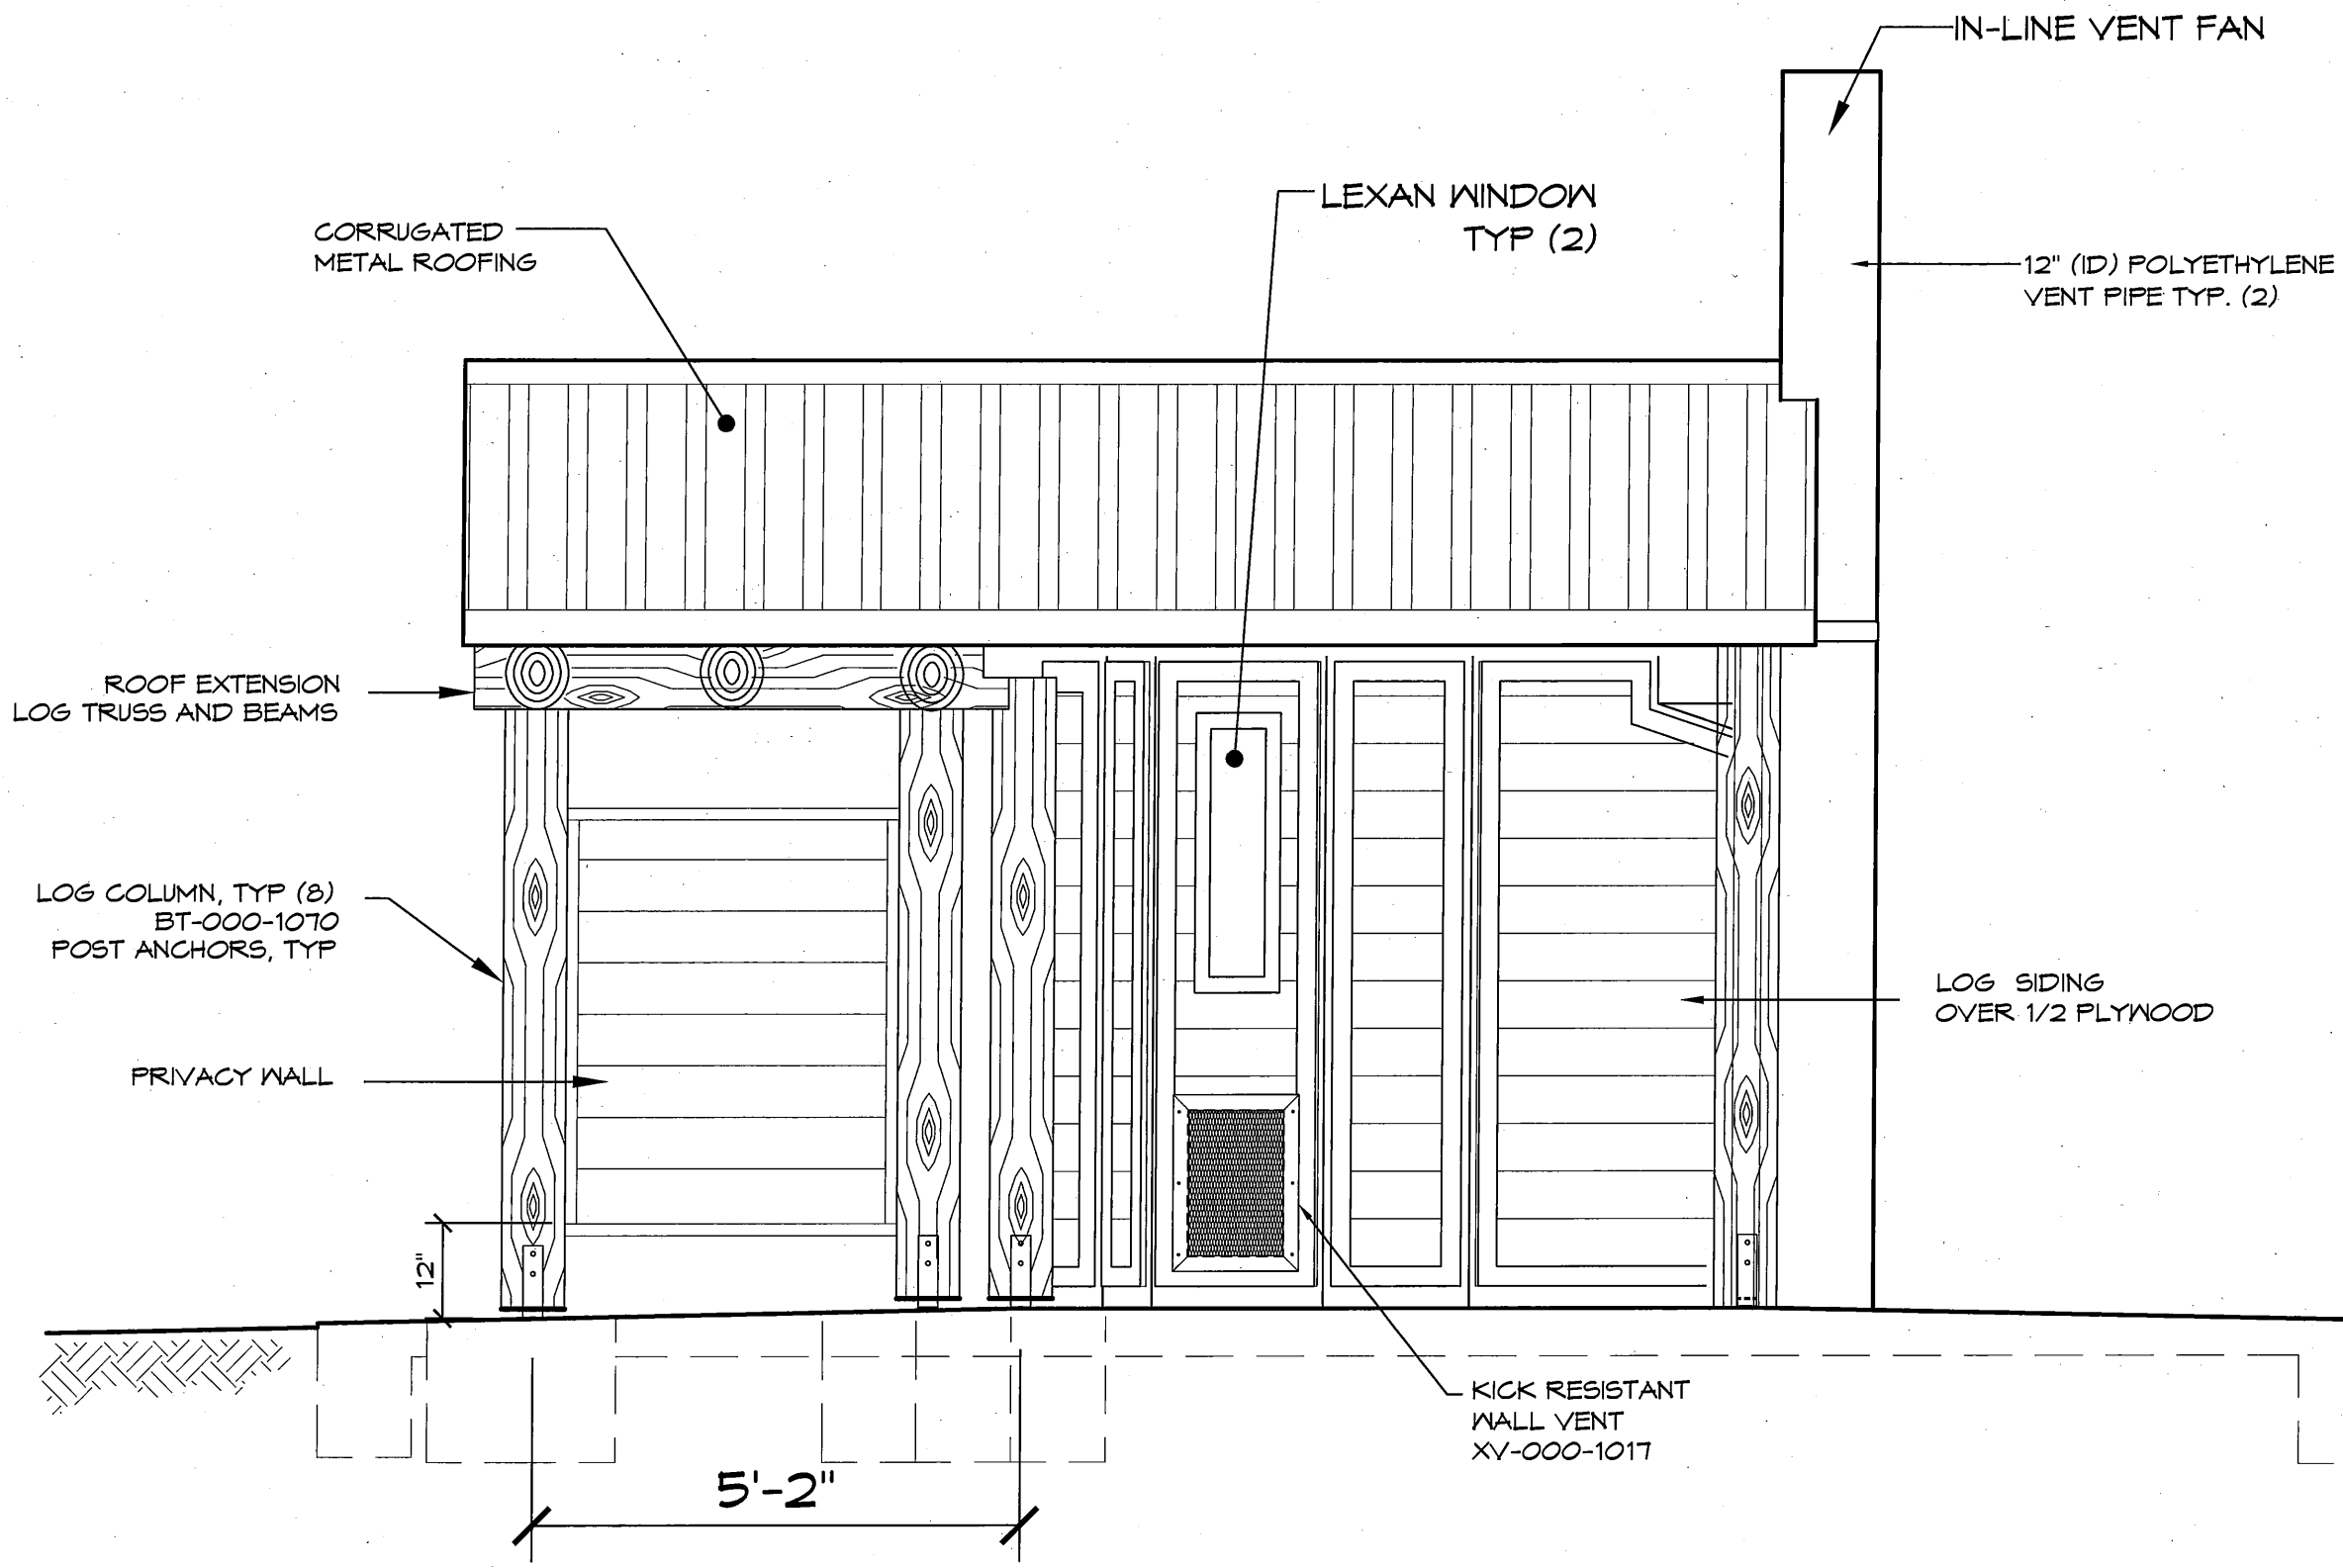 IN-LINE VENT FAN
LEXAN WINDOW
TYP (2)
CORRUGATED
METAL ROOFING
12" (ID) POLYETHYLENE
VENT PIPE TYP. (2)
ROOF EXTENSION
LOG TRUSS AND BEAMS
LOG COLUMN, TYP (8)
BT-000-1070
POST ANCHORS, TYP
LOG SIDING
OVER 1/2 PLYWOOD
PRIVACY WALL
12"
KICK RESISTANT
WALL VENT
XV-000-1017
5'-2"